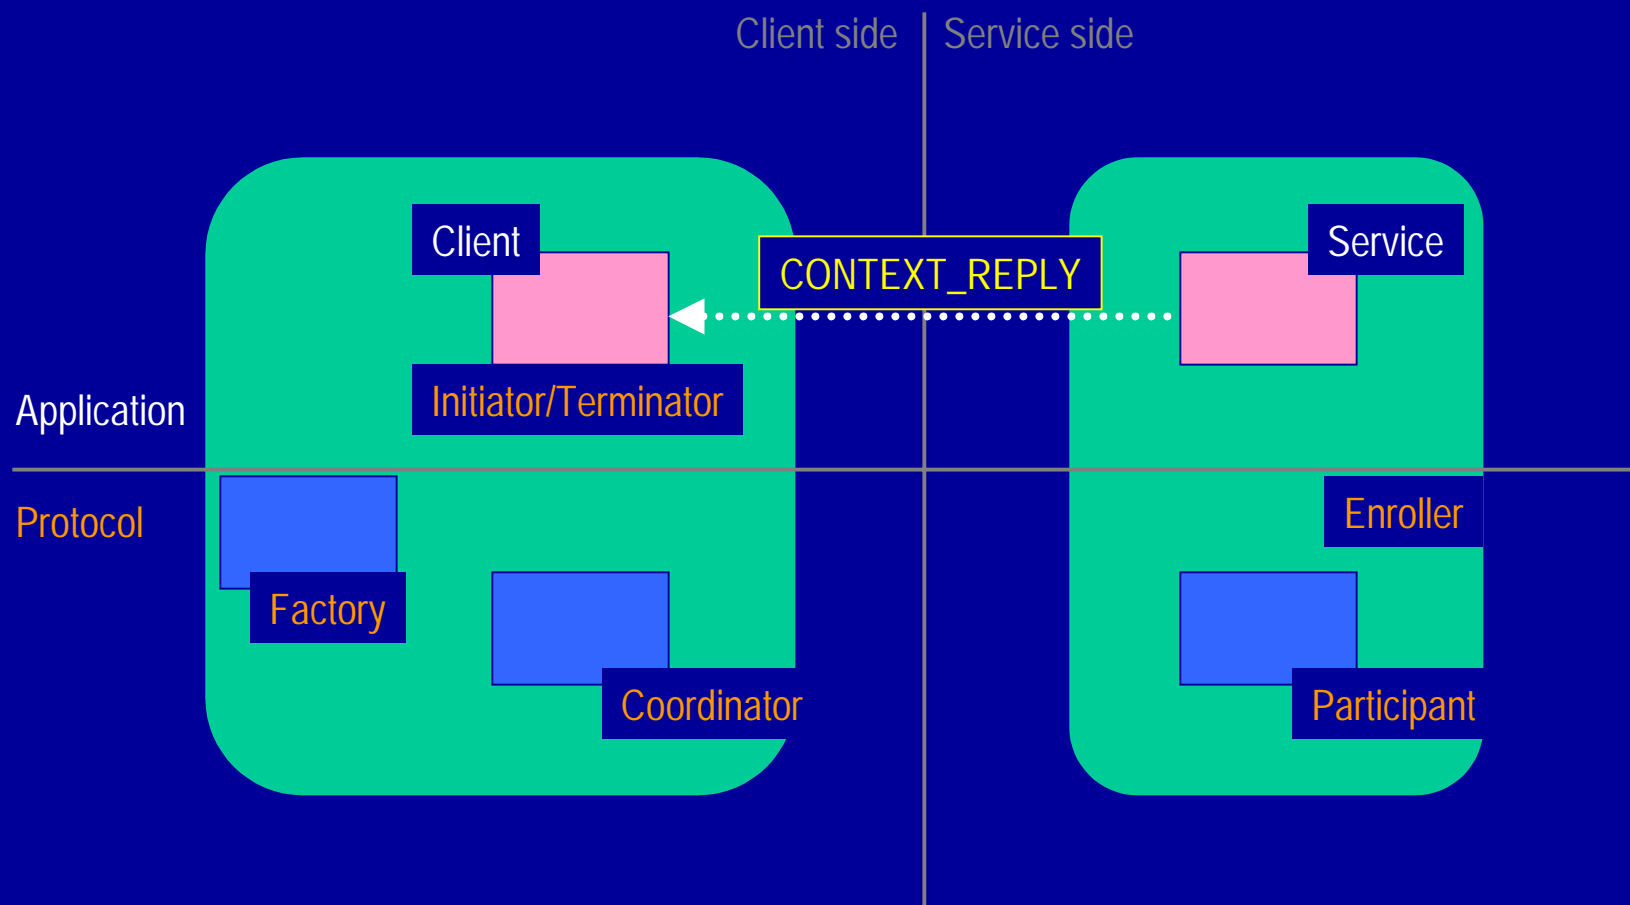 Client side
Service side
Client
Service
CONTEXT_REPLY
Initiator/Terminator
Application
Protocol
Enroller
Factory
Coordinator
Participant